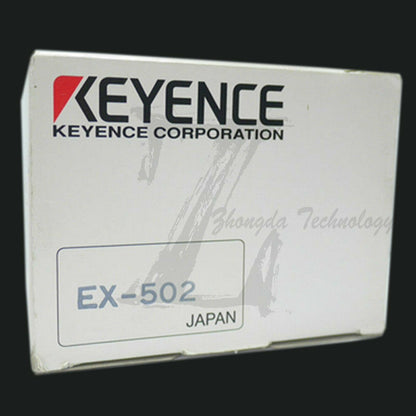 KEYENCE
KEYENCE CORPORATION
Zhongda Technology
EX-502
JAPAN